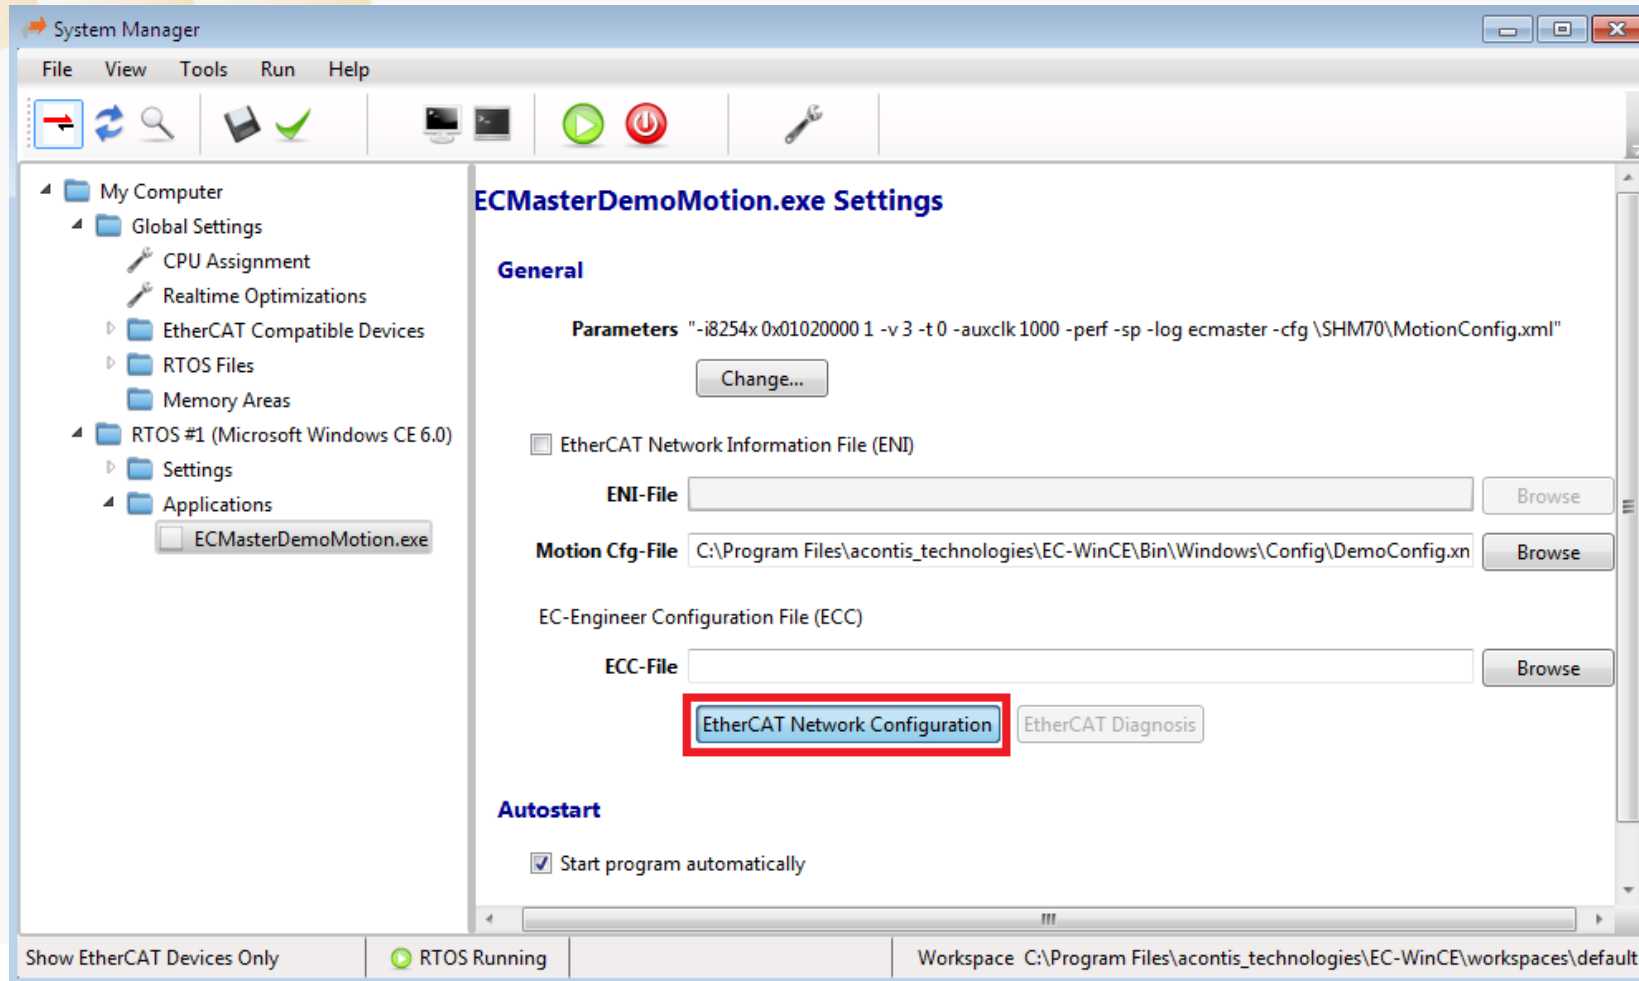 System Manager
File View Tools Run Help
My Computer
Global Settings
CPU Assignment
Realtime Optimizations
EtherCAT Compatible Devices
RTOS Files
Memory Areas
RTOS #1 (Microsoft Windows CE 6.0)
Settings
Applications
ECMasterDemoMotion.exe
ECMasterDemoMotion.exe Settings
General
Parameters "-i8254x 0x01020000 1 -v 3 -t 0 -auxclk 1000 -perf -sp -log ecmaster -cfg \SHM70\MotionConfig.xml"
Change...
EtherCAT Network Information File (ENI)
ENI-File Browse
Motion Cfg-File C:\Program Files\acontis_technologies\EC-WinCE\Bin\Windows\Config\DemoConfig.xn Browse
EC-Engineer Configuration File (ECC)
ECC-File Browse
EtherCAT Network Configuration EtherCAT Diagnosis
Autostart
Start program automatically
Show EtherCAT Devices Only RTOS Running Workspace C:\Program Files\acontis_technologies\EC-WinCE\workspaces\default